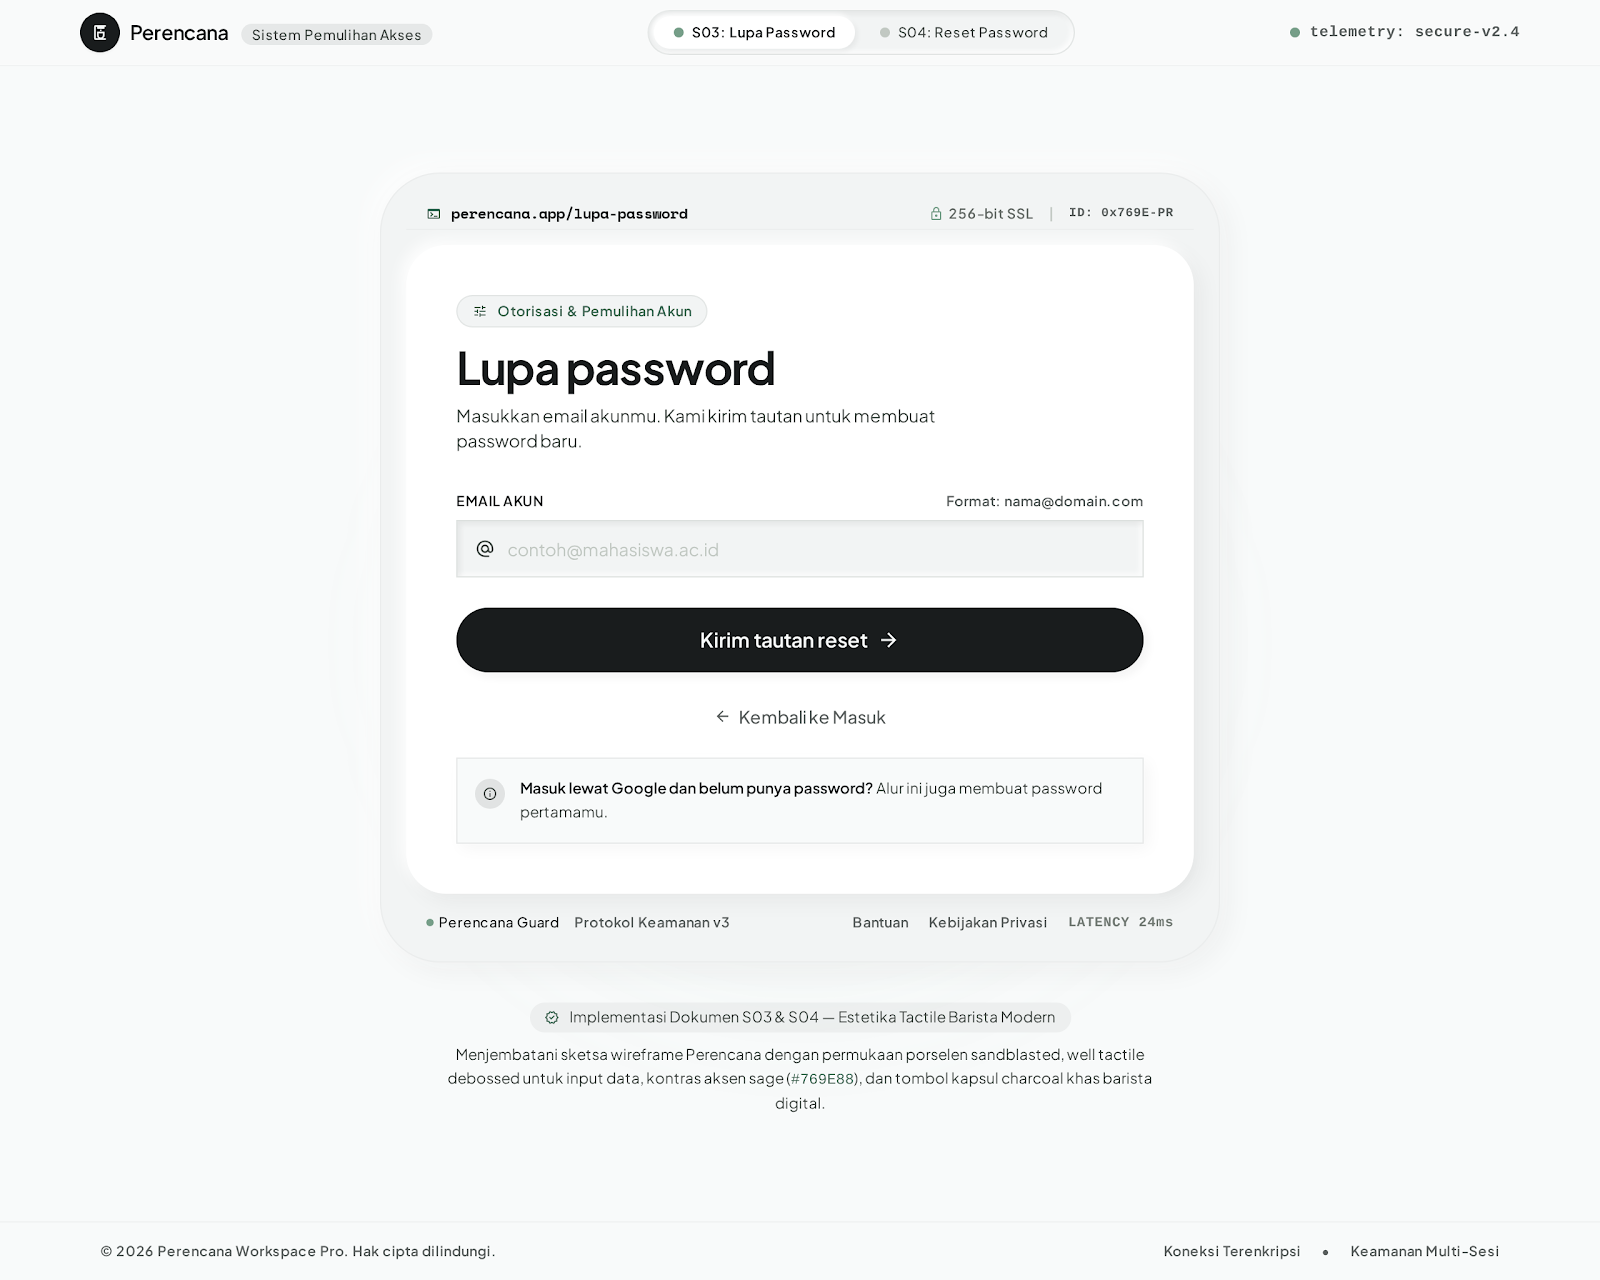 Perencana Sistem Pemulihan Akses
S03: Lupa Password S04: Reset Password
telemetry: secure-v2.4
perencana.app/lupa-password
256-bit SSL | ID: 0x769E-PR
Otorisasi & Pemulihan Akun
Lupa password
Masukkan email akunmu. Kami kirim tautan untuk membuat
password baru.
EMAIL AKUN
Format: nama@domain.com
@ contoh@mahasiswa.ac.id
Kirim tautan reset →
← Kembali ke Masuk
Masuk lewat Google dan belum punya password? Alur ini juga membuat password
pertamamu.
Perencana Guard Protokol Keamanan v3
Bantuan Kebijakan Privasi LATENCY 24ms
Implementasi Dokumen S03 & S04 — Estetika Tactile Barista Modern
Menjembatani sketsa wireframe Perencana dengan permukaan porselen sandblasted, well tactile
debossed untuk input data, kontras aksen sage (#769E88), dan tombol kapsul charcoal khas barista
digital.
© 2026 Perencana Workspace Pro. Hak cipta dilindungi.
Koneksi Terenkripsi • Keamanan Multi-Sesi